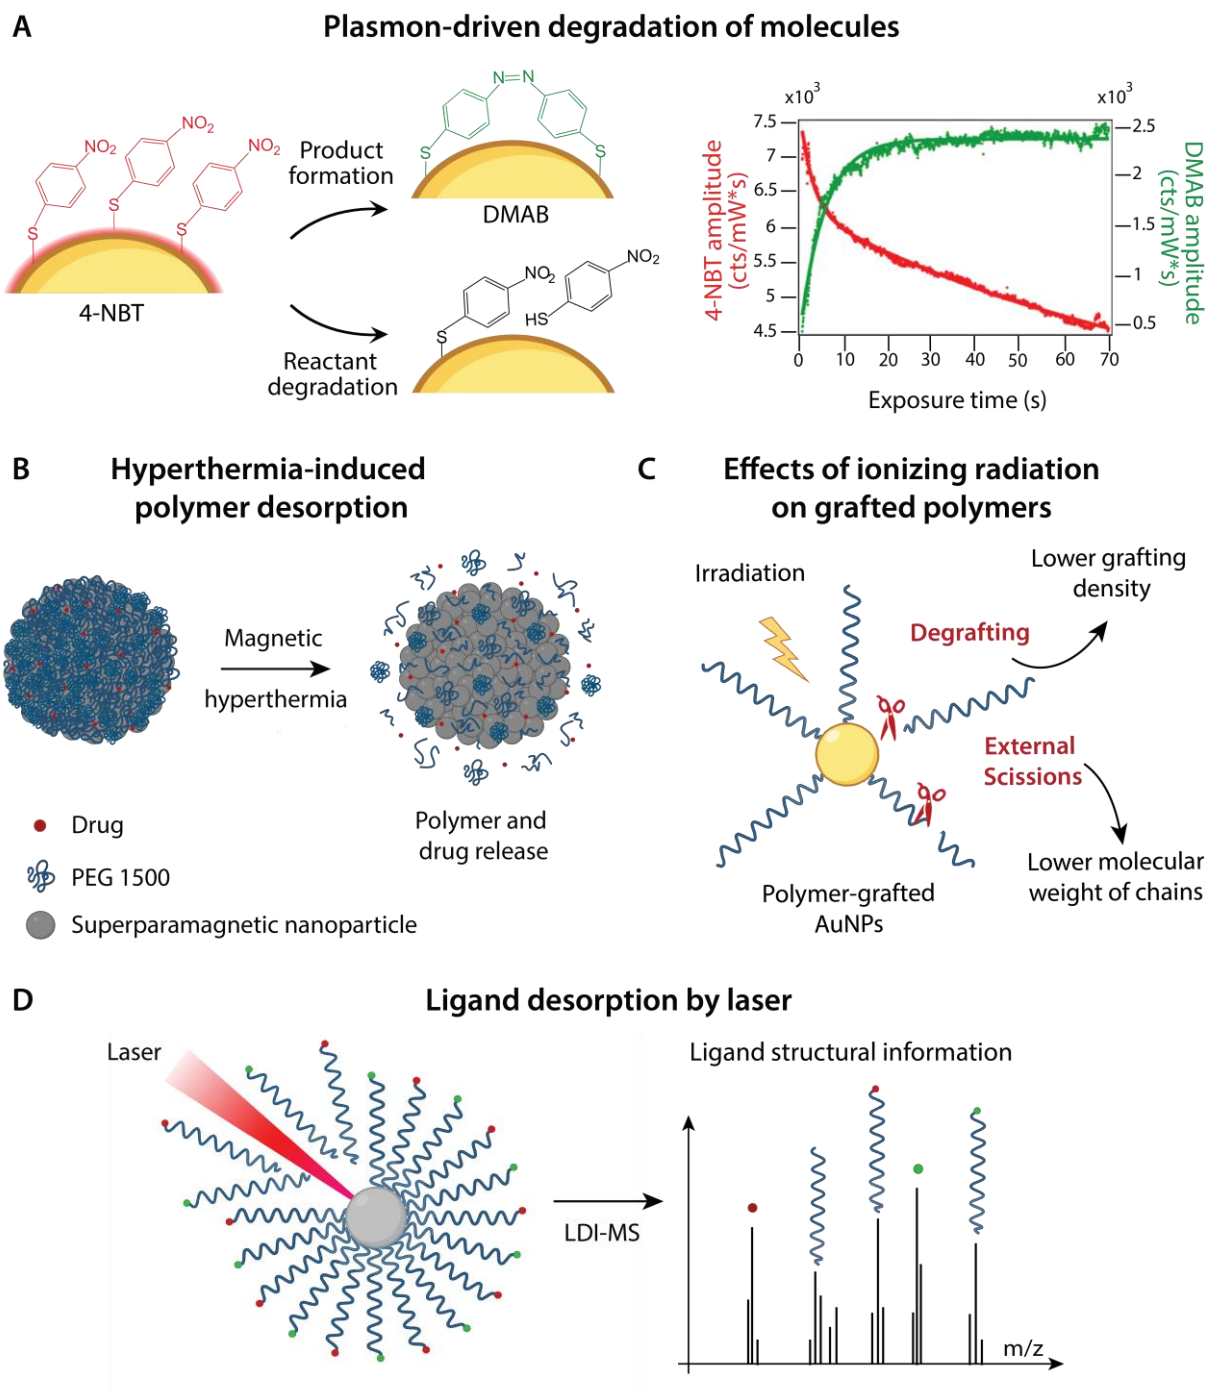 A
Plasmon-driven degradation of molecules
NO2
NO2
NO2
S
S
S
4-NBT
Product
formation
Reactant
degradation
N=N
S
S
DMAB
NO2
NO2
HS
S
x10³
x10³
7.5
7
6.5
6
5.5
5
4.5
4-NBT amplitude
(cts/mW*s)
2.5
2
1.5
1
0.5
DMAB amplitude
(cts/mW*s)
0 10 20 30 40 50 60 70
Exposure time (s)
B
Hyperthermia-induced
polymer desorption
Magnetic
hyperthermia
Polymer and
drug release
Drug
PEG 1500
Superparamagnetic nanoparticle
C
Effects of ionizing radiation
on grafted polymers
Irradiation
Lower grafting
density
Degrafting
External
Scissions
Lower molecular
weight of chains
Polymer-grafted
AuNPs
D
Ligand desorption by laser
Laser
LDI-MS
Ligand structural information
m/z